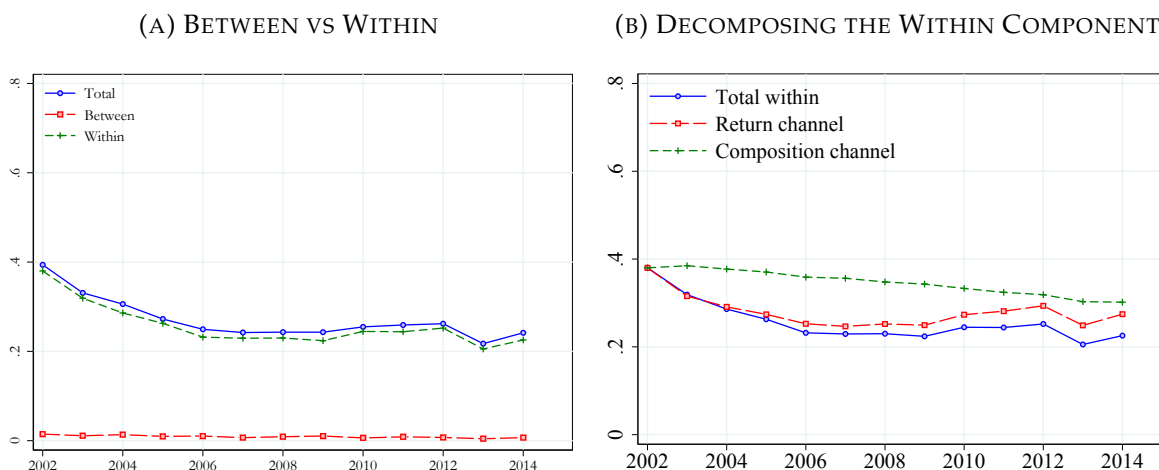 (A) BETWEEN VS WITHIN
.8
.6
.4
.2
0
Total
Between
Within
2002 2004 2006 2008 2010 2012 2014
(B) DECOMPOSING THE WITHIN COMPONENT
.8
.6
.4
.2
0
Total within
Return channel
Composition channel
2002 2004 2006 2008 2010 2012 2014